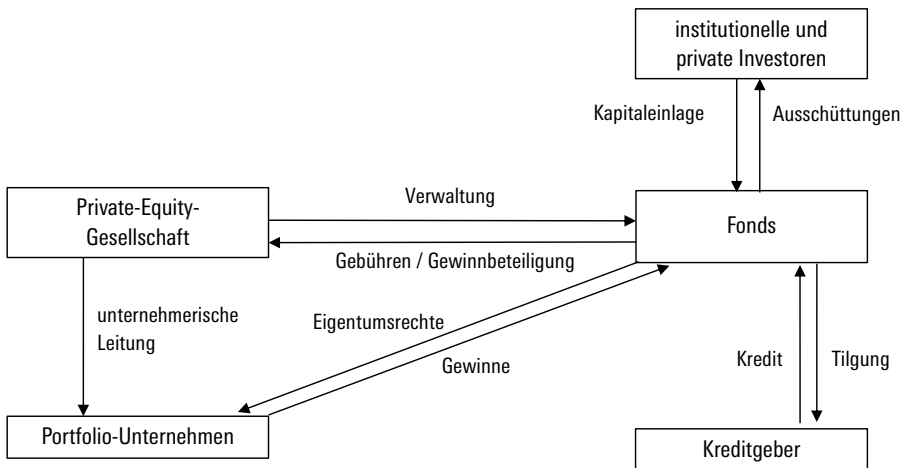 institutionelle und
private Investoren
Kapitaleinlage
Ausschüttungen
Verwaltung
Private-Equity-
Gesellschaft
Fonds
Gebühren / Gewinnbeteiligung
unternehmerische
Leitung
Eigentumsrechte
Gewinne
Kredit
Tilgung
Portfolio-Unternehmen
Kreditgeber